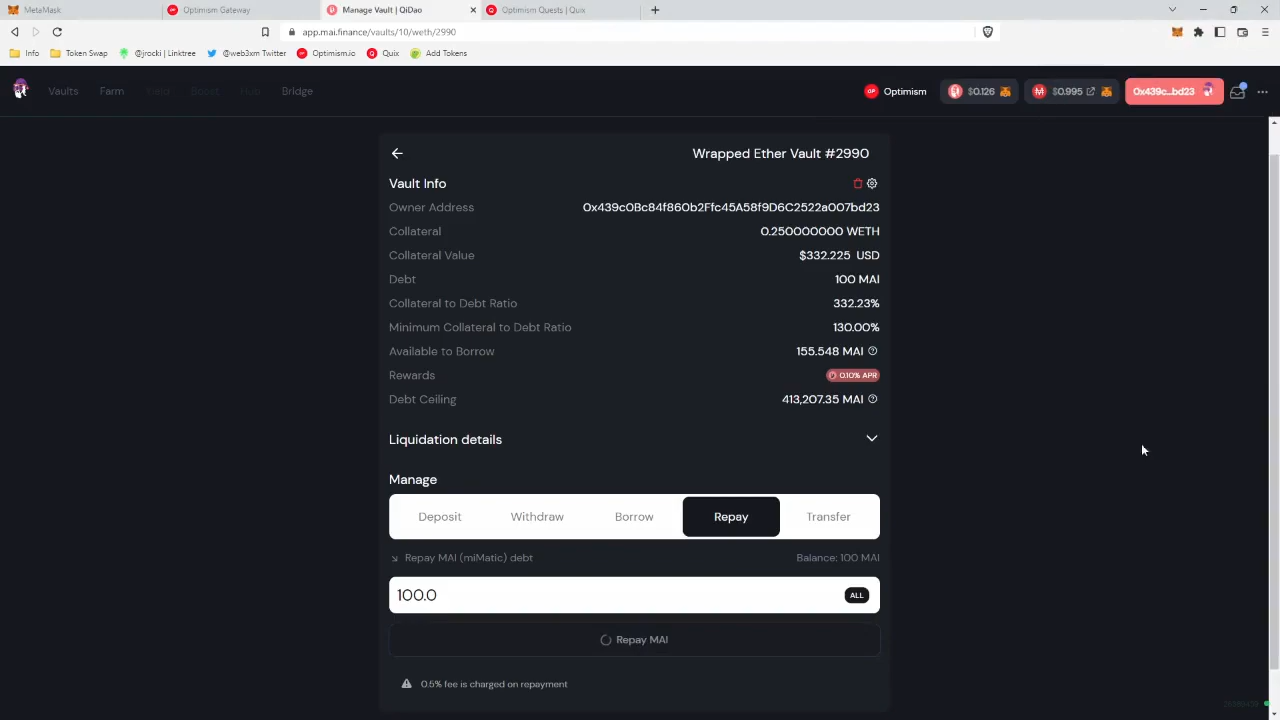 MetaMask
Optimism Gateway
Manage Vault | QiDao
Optimism Quests | Quix
app.mai.finance/vaults/10/weth/2990
Info
Token Swap
@jrocki | Linktree
@web3xm Twitter
Optimism.io
Quix
Add Tokens
Vaults
Farm
Yield
Boost
Hub
Bridge
OP Optimism
$0.126
$0.995
0x439c...bd23
Wrapped Ether Vault #2990
Vault Info
Owner Address 0x439c0Bc84f860b2Ffc45A58f9D6C2522a007bd23
Collateral 0.250000000 WETH
Collateral Value $332.225 USD
Debt 100 MAI
Collateral to Debt Ratio 332.23%
Minimum Collateral to Debt Ratio 130.00%
Available to Borrow 155.548 MAI
Rewards 0.10% APR
Debt Ceiling 413,207.35 MAI
Liquidation details
Manage
Deposit Withdraw Borrow Repay Transfer
Repay MAI (miMatic) debt Balance: 100 MAI
100.0 ALL
Repay MAI
0.5% fee is charged on repayment